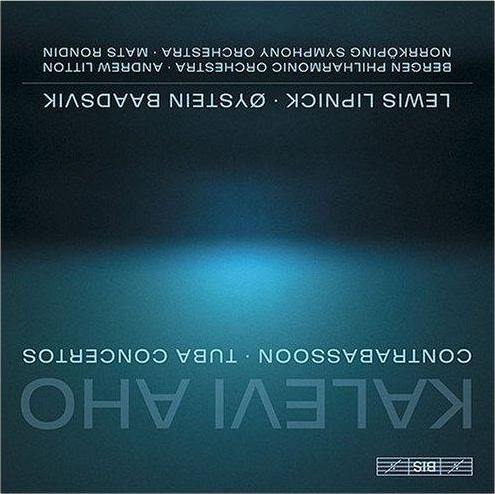 BIS
KALEVI AHO
CONTRABASSOON · TUBA CONCERTOS
LEWIS LIPNICK · ØYSTEIN BAADSVIK
BERGEN PHILHARMONIC ORCHESTRA · ANDREW LITTON
NORRKÖPING SYMPHONY ORCHESTRA · MATS RONDIN